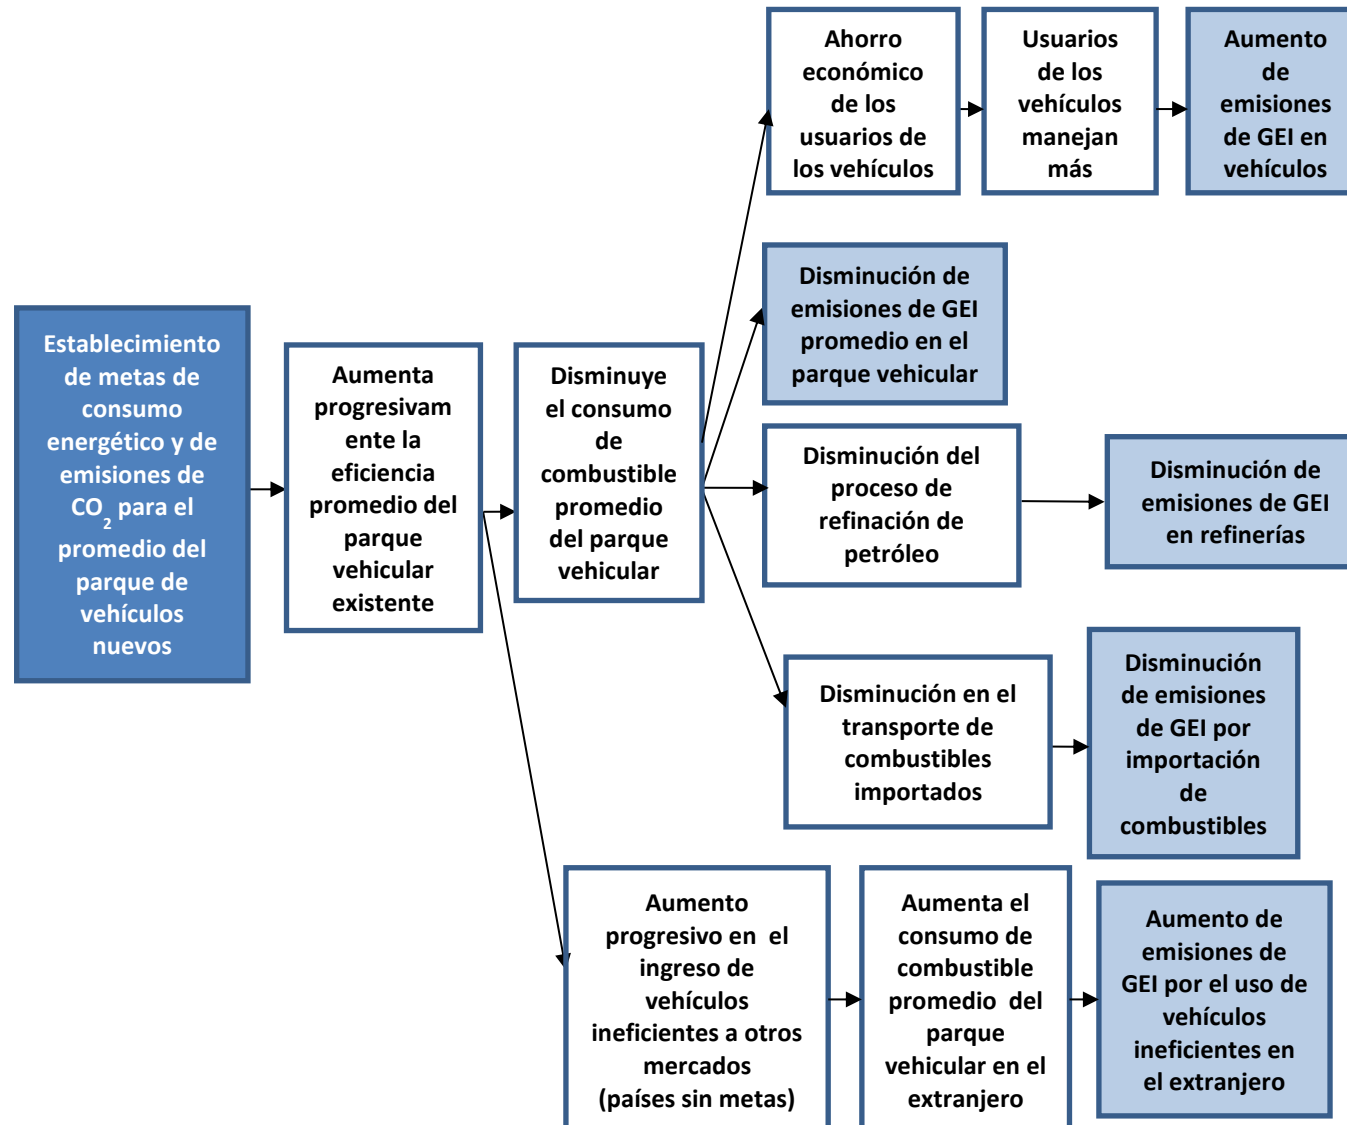 Establecimiento
de metas de
consumo
energético y de
emisiones de
CO2 para el
promedio del
parque de
vehículos
nuevos
Aumenta
progresivam
ente la
eficiencia
promedio del
parque
vehicular
existente
Disminuye
el consumo
de
combustible
promedio
del parque
vehicular
Ahorro
económico
de los
usuarios de
los vehículos
Usuarios
de los
vehículos
manejan
más
Aumento
de
emisiones
de GEI en
vehículos
Disminución de
emisiones de GEI
promedio en el
parque vehicular
Disminución del
proceso de
refinación de
petróleo
Disminución de
emisiones de GEI
en refinerías
Disminución en el
transporte de
combustibles
importados
Disminución
de emisiones
de GEI por
importación
de
combustibles
Aumento
progresivo en el
ingreso de
vehículos
ineficientes a otros
mercados
(países sin metas)
Aumenta el
consumo de
combustible
promedio del
parque
vehicular en el
extranjero
Aumento de
emisiones de
GEI por el uso de
vehículos
ineficientes en
el extranjero